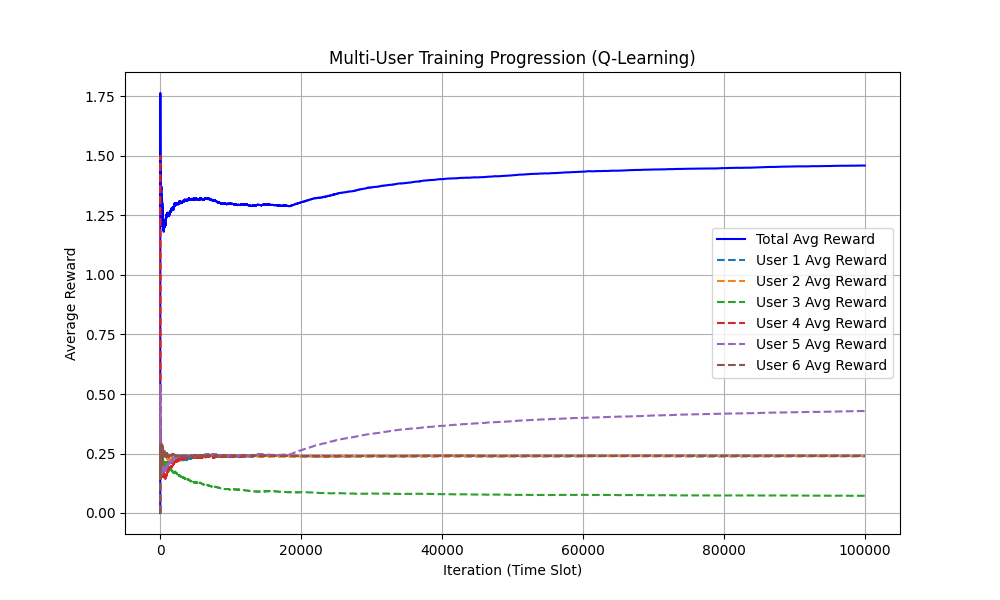 Multi-User Training Progression (Q-Learning)
Average Reward
1.75
1.50
1.25
1.00
0.75
0.50
0.25
0.00
Total Avg Reward
User 1 Avg Reward
User 2 Avg Reward
User 3 Avg Reward
User 4 Avg Reward
User 5 Avg Reward
User 6 Avg Reward
0 20000 40000 60000 80000 100000
Iteration (Time Slot)